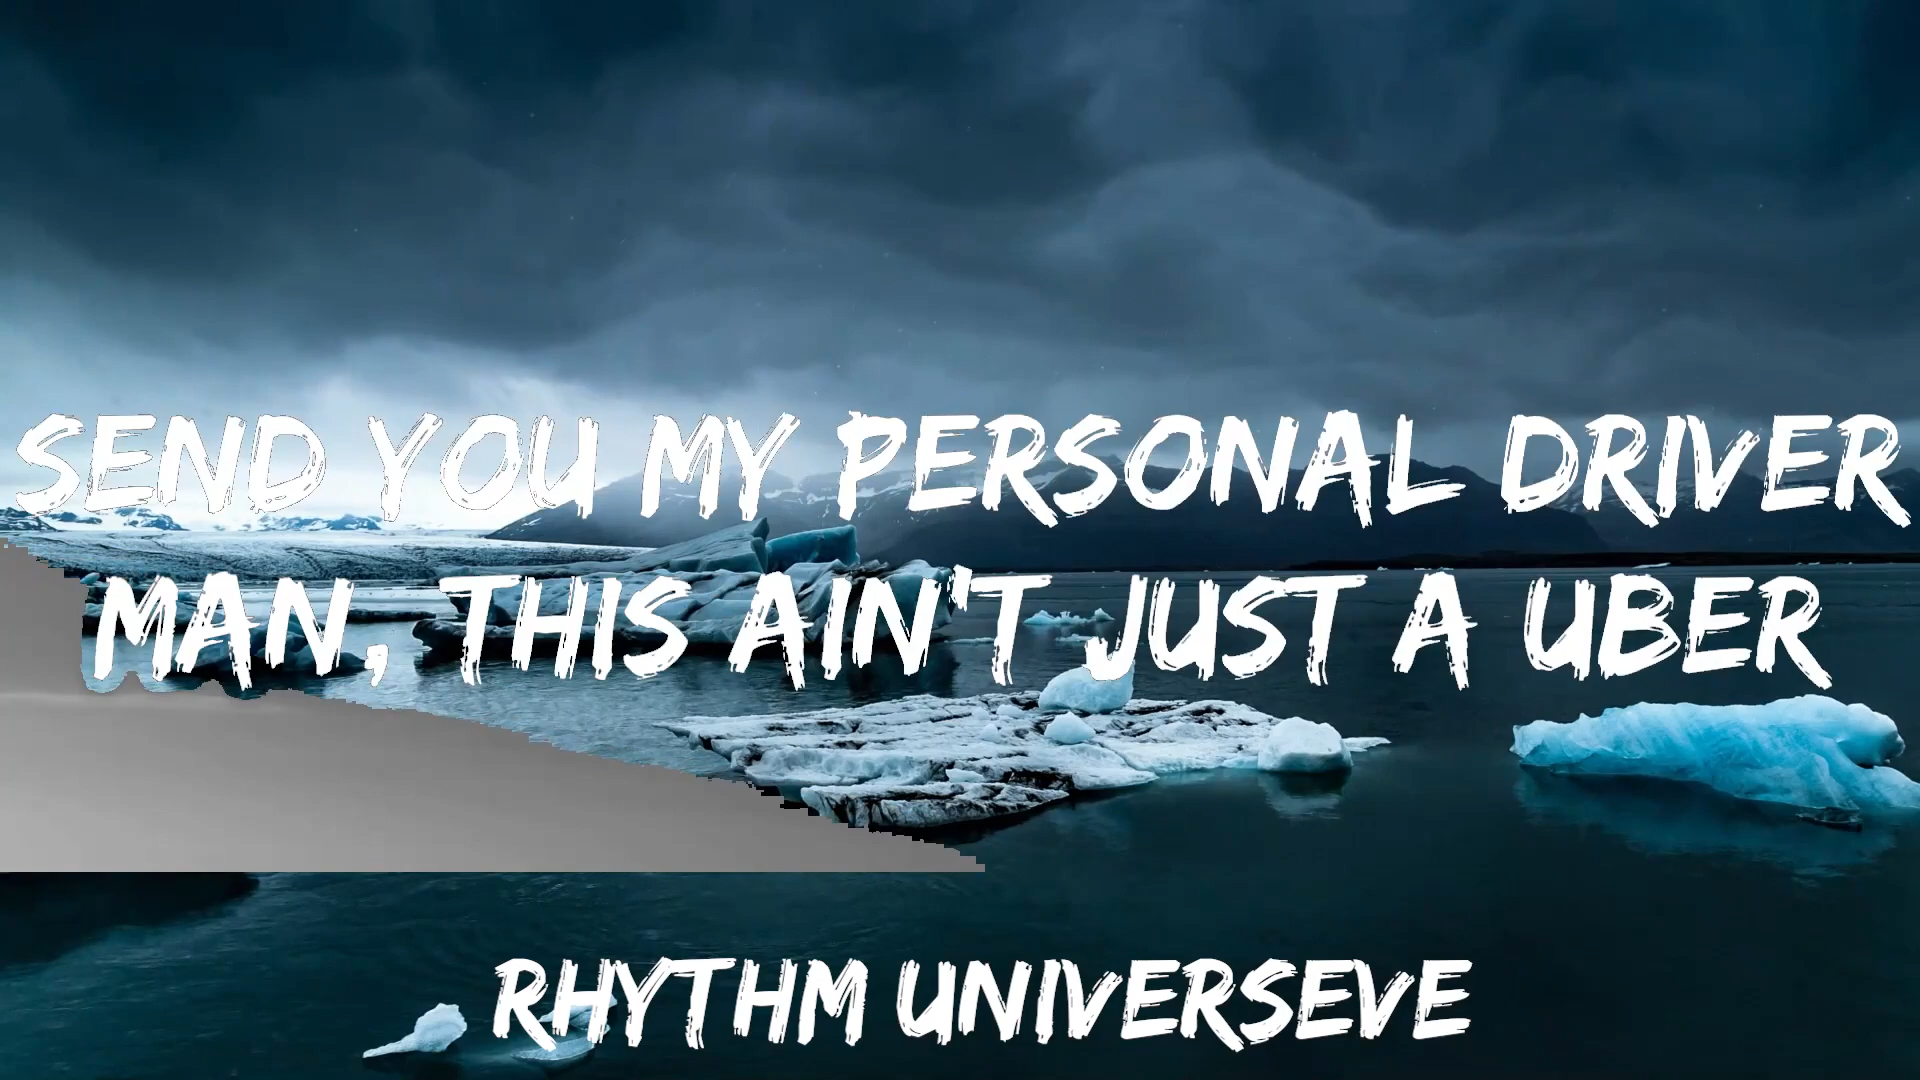 SEND YOU MY PERSONAL DRIVER
MAN, THIS AIN'T JUST A UBER
RHYTHM UNIVERSEVE